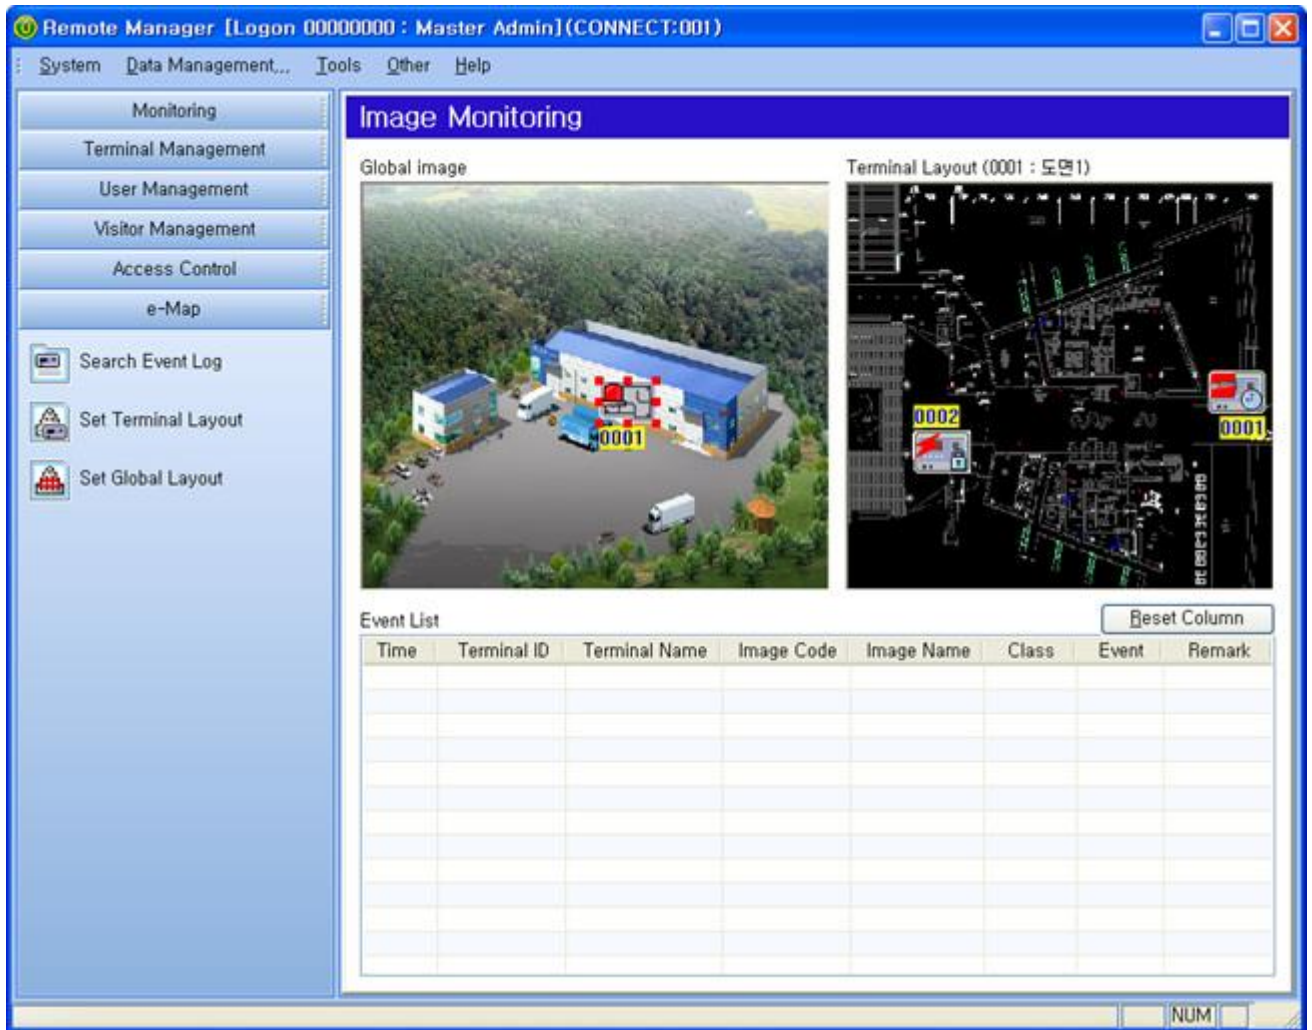 Remote Manager [Logon 00000000 : Master Admin](CONNECT:001)
System Data Management,,, Tools Other Help
Monitoring
Terminal Management
User Management
Visitor Management
Access Control
e-Map
Search Event Log
Set Terminal Layout
Set Global Layout
Image Monitoring
Global image
Terminal Layout (0001 : 도면1)
0001
0002
0001
Event List
Reset Column
Time Terminal ID Terminal Name Image Code Image Name Class Event Remark
NUM